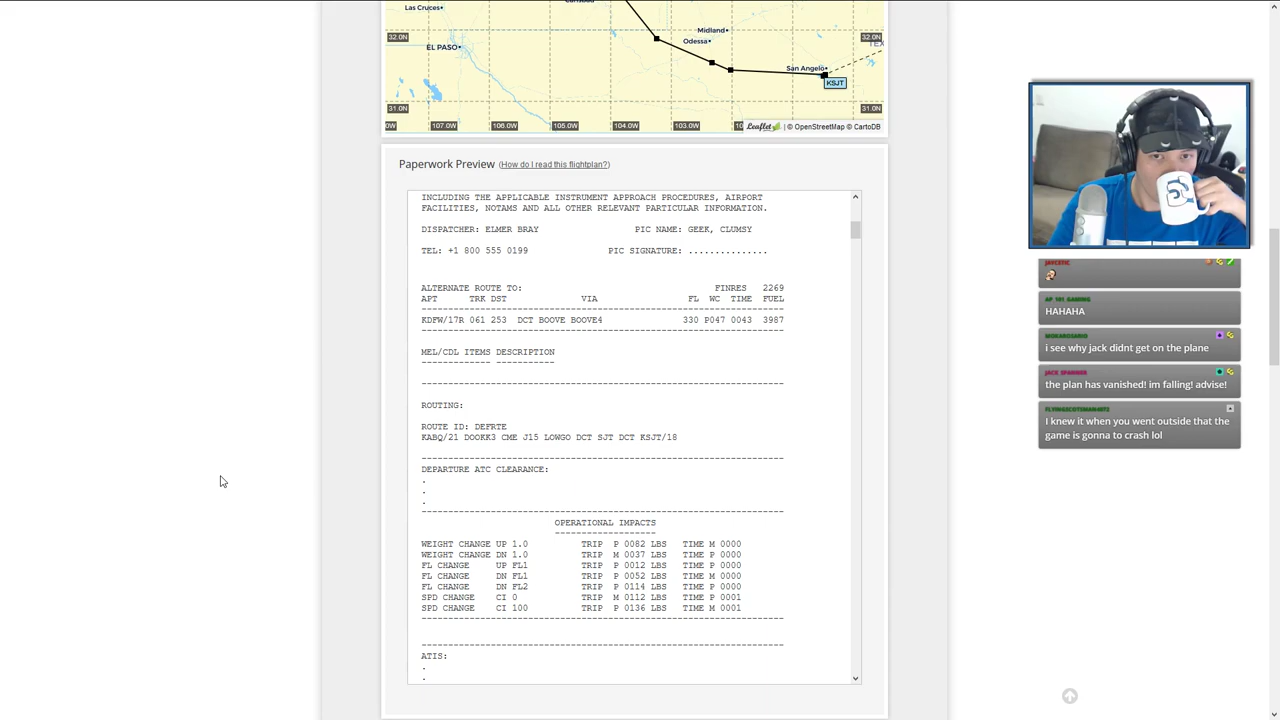 Las Cruces
Carlsbad
32.0N
Midland
32.0N
EL PASO
Odessa
San Angelo
KSJT
31.0N
31.0N
107.0W 106.0W 105.0W 104.0W 103.0W
Leaflet | © OpenStreetMap © CartoDB
Paperwork Preview (How do I read this flightplan?)
INCLUDING THE APPLICABLE INSTRUMENT APPROACH PROCEDURES, AIRPORT
FACILITIES, NOTAMS AND ALL OTHER RELEVANT PARTICULAR INFORMATION.
DISPATCHER: ELMER BRAY PIC NAME: GEEK, CLUMSY
TEL: +1 800 555 0199 PIC SIGNATURE: ...............
ALTERNATE ROUTE TO: FINRES 2269
APT TRK DST VIA FL WC TIME FUEL
--------------------------------------------------------------------
KDFW/17R 061 253 DCT BOOVE BOOVE4 330 P047 0043 3987
--------------------------------------------------------------------
MEL/CDL ITEMS DESCRIPTION
------------- -----------
--------------------------------------------------------------------
ROUTING:
ROUTE ID: DEFRTE
KABQ/21 DOOKK3 CME J15 LOWGO DCT SJT DCT KSJT/18
--------------------------------------------------------------------
DEPARTURE ATC CLEARANCE:
.
.
.
--------------------------------------------------------------------
OPERATIONAL IMPACTS
-------------------
WEIGHT CHANGE UP 1.0 TRIP P 0082 LBS TIME M 0000
WEIGHT CHANGE DN 1.0 TRIP M 0037 LBS TIME P 0000
FL CHANGE UP FL1 TRIP P 0012 LBS TIME P 0000
FL CHANGE DN FL1 TRIP P 0052 LBS TIME M 0000
FL CHANGE DN FL2 TRIP P 0114 LBS TIME P 0000
SPD CHANGE CI 0 TRIP M 0112 LBS TIME P 0001
SPD CHANGE CI 100 TRIP P 0136 LBS TIME M 0001
--------------------------------------------------------------------
--------------------------------------------------------------------
ATIS:
.
.
AP_101_GAMING
HAHAHA
i see why jack didnt get on the plane
JACK_SPARWAR
the plan has vanished! im falling! advise!
I knew it when you went outside that the
game is gonna to crash lol